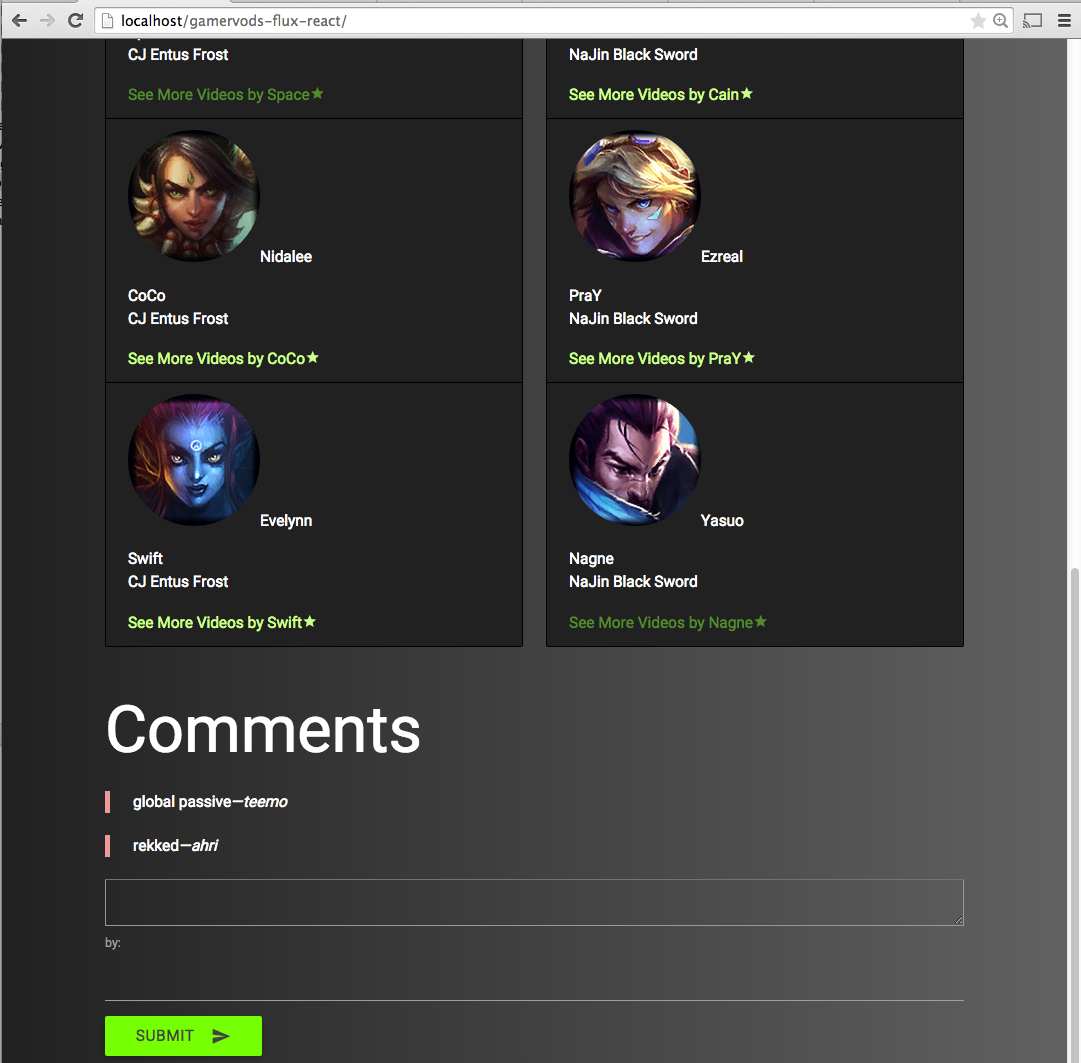 localhost/gamervods-flux-react/
CJ Entus Frost
See More Videos by Space
NaJin Black Sword
See More Videos by Cain
Nidalee
CoCo
CJ Entus Frost
See More Videos by CoCo
Ezreal
PraY
NaJin Black Sword
See More Videos by PraY
Evelynn
Swift
CJ Entus Frost
See More Videos by Swift
Yasuo
Nagne
NaJin Black Sword
See More Videos by Nagne
Comments
global passive—teemo
rekked—ahri
by:
SUBMIT